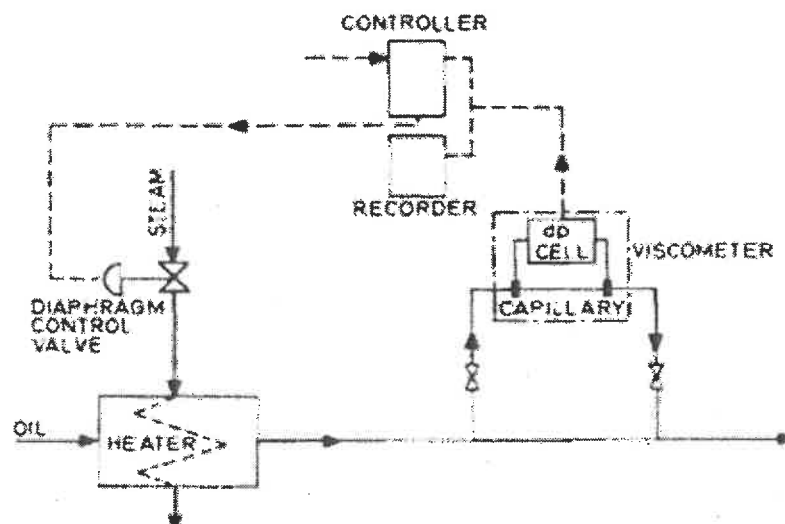 CONTROLLER
RECORDER
STEAM
dp
CELL
VISCOMETER
CAPILLARY
DIAPHRAGM
CONTROL
VALVE
OIL
HEATER